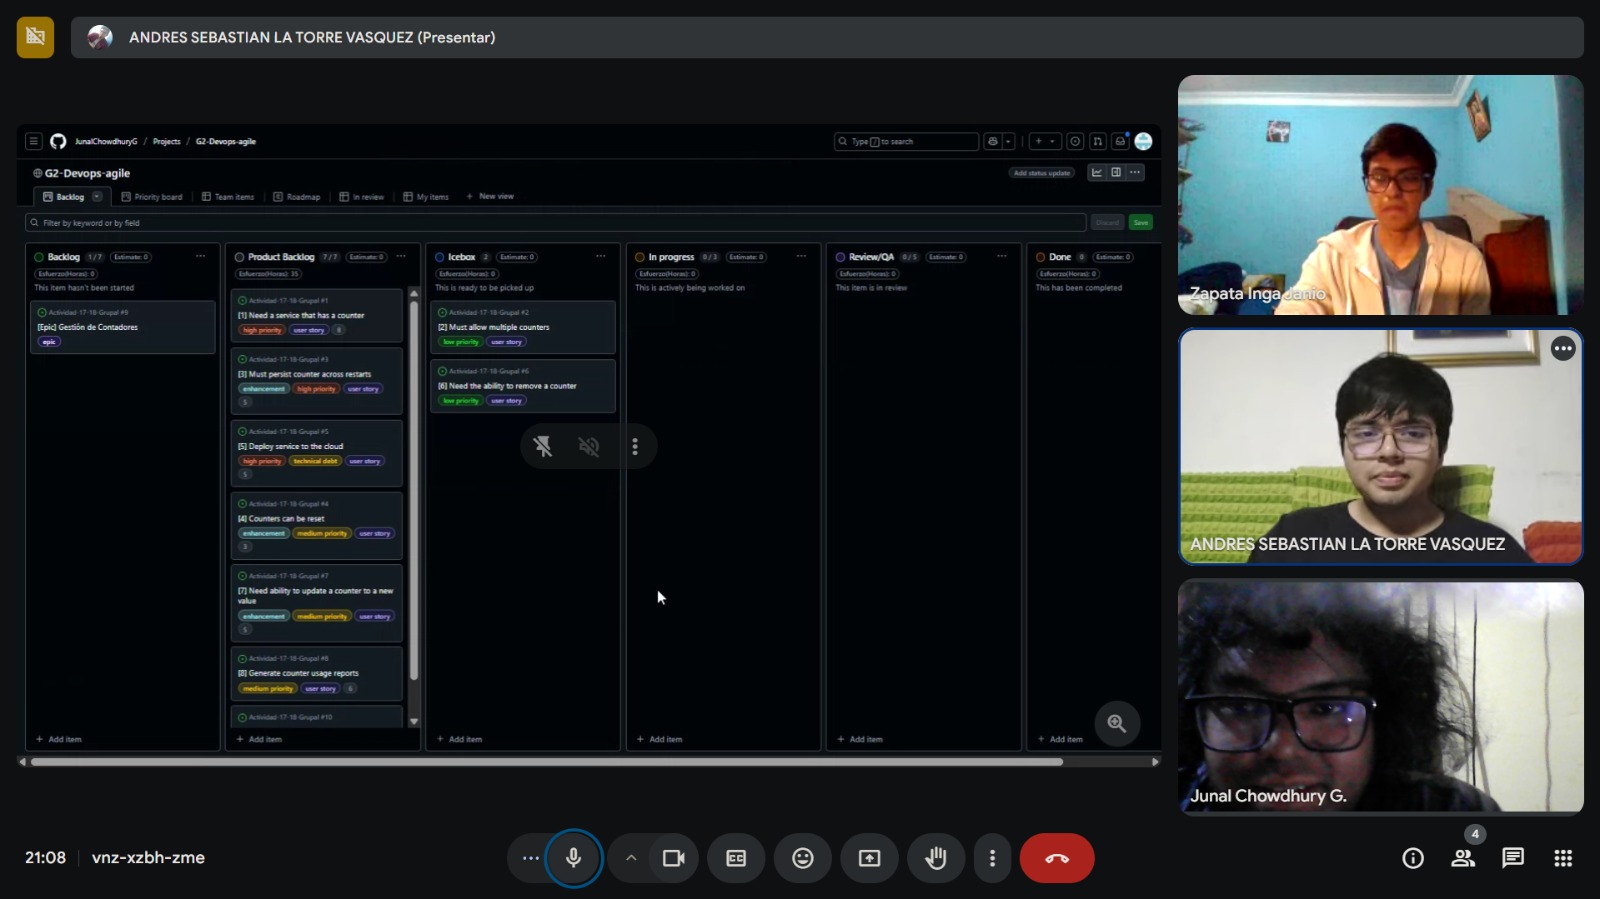 ANDRES SEBASTIAN LA TORRE VASQUEZ (Presentar)
JunalChowdhuryG / Projects / G2-Devops-agile
Type / to search
G2-Devops-agile
Add status update
Backlog
Priority board
Team items
Roadmap
In review
My items
+ New view
Filter by keyword or by field
Discard
Save
Backlog 1/7 Estimate: 0
Esfuerzo(Horas): 0
This item hasn't been started
Actividad-17-18-Grupal #9
[Epic] Gestión de Contadores
epic
+ Add item
Product Backlog 7/7 Estimate: 0
Esfuerzo(Horas): 35
Actividad-17-18-Grupal #1
[1] Need a service that has a counter
high priority user story 8
Actividad-17-18-Grupal #3
[3] Must persist counter across restarts
enhancement high priority user story
5
Actividad-17-18-Grupal #5
[5] Deploy service to the cloud
high priority technical debt user story
5
Actividad-17-18-Grupal #4
[4] Counters can be reset
enhancement medium priority user story
3
Actividad-17-18-Grupal #7
[7] Need ability to update a counter to a new
value
enhancement medium priority user story
5
Actividad-17-18-Grupal #8
[8] Generate counter usage reports
medium priority user story
Actividad-17-18-Grupal #10
+ Add item
Icebox 2 Estimate: 0
Esfuerzo(Horas): 0
This is ready to be picked up
Actividad-17-18-Grupal #2
[2] Must allow multiple counters
low priority user story
Actividad-17-18-Grupal #6
[6] Need the ability to remove a counter
low priority user story
+ Add item
In progress 0/3 Estimate: 0
Esfuerzo(Horas): 0
This is actively being worked on
+ Add item
Review/QA 0/5 Estimate: 0
Esfuerzo(Horas): 0
This item is in review
+ Add item
Done 0 Estimate: 0
Esfuerzo(Horas): 0
This has been completed
+ Add item
Zapata Inga Janio
ANDRES SEBASTIAN LA TORRE VASQUEZ
Junal Chowdhury G.
21:08 vnz-xzbh-zme
CC
4